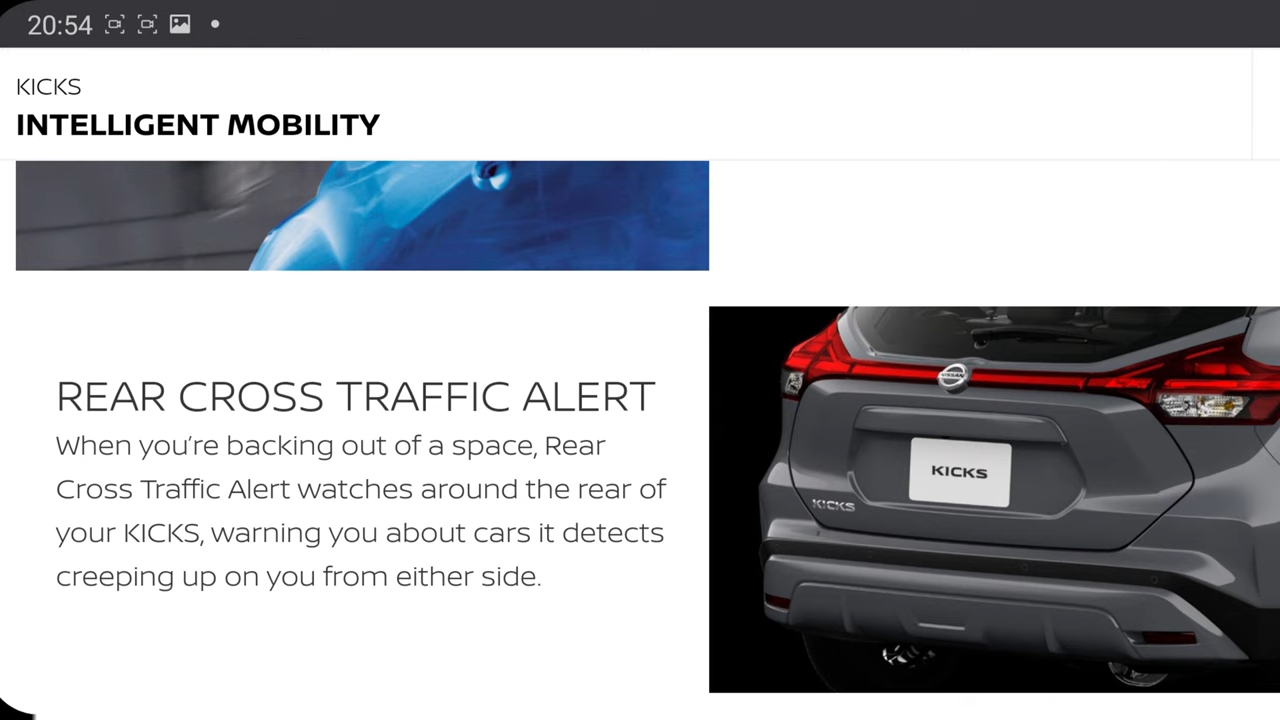 20:54
KICKS
INTELLIGENT MOBILITY
REAR CROSS TRAFFIC ALERT
When you're backing out of a space, Rear
Cross Traffic Alert watches around the rear of
your KICKS, warning you about cars it detects
creeping up on you from either side.
NISSAN
KICKS
KICKS